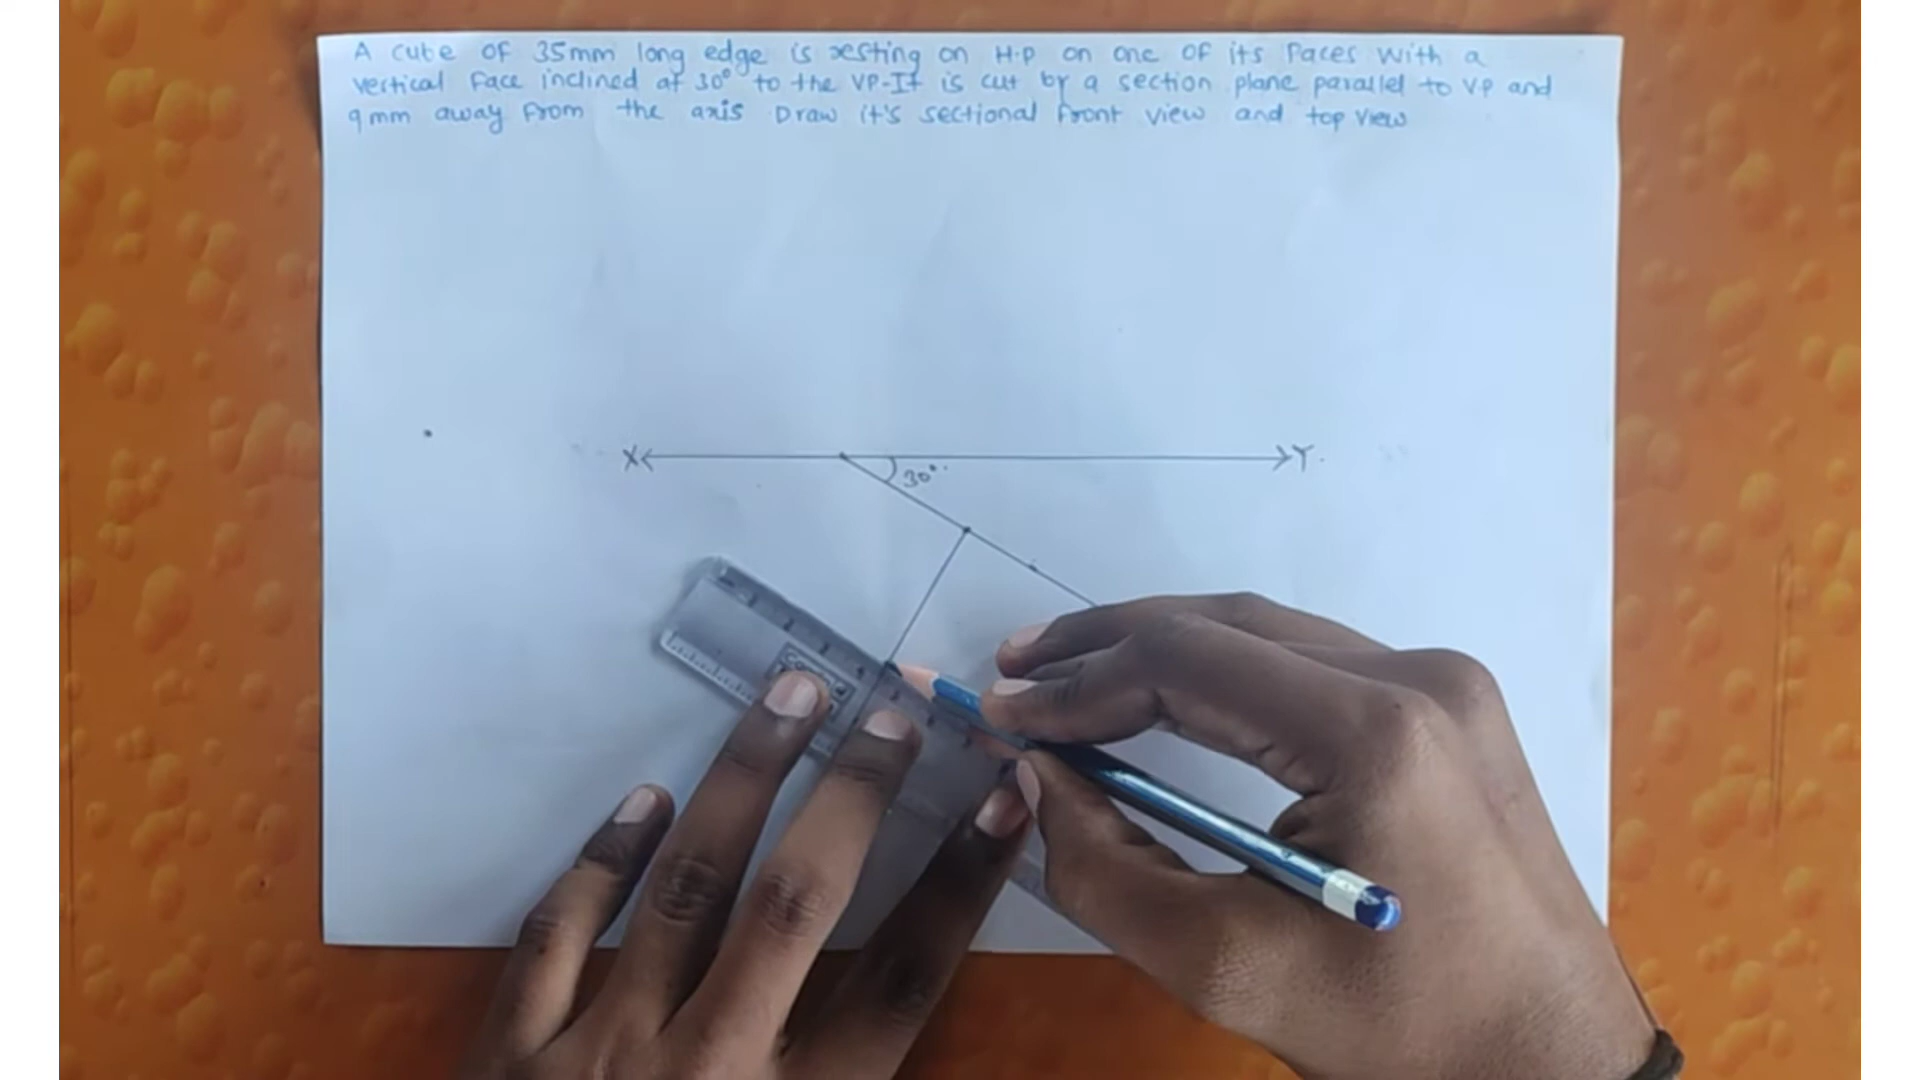 A cube of 35mm long edge is resting on H.P on one of its faces with a
vertical face inclined at 30° to the VP. It is cut by a section plane parallel to V.P and
9mm away from the axis Draw it's sectional front view and top view
X Y
30°